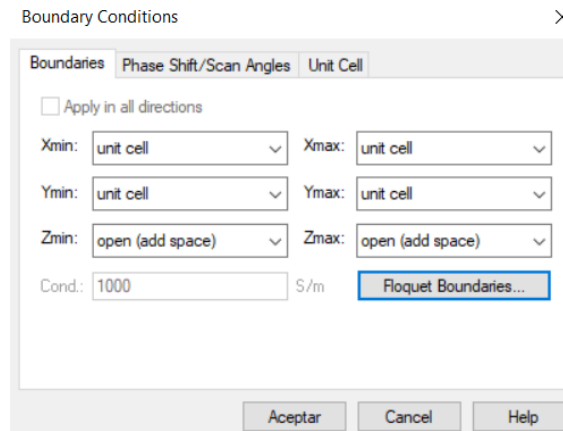 Boundary Conditions
Boundaries Phase Shift/Scan Angles Unit Cell
Apply in all directions
Xmin: unit cell Xmax: unit cell
Ymin: unit cell Ymax: unit cell
Zmin: open (add space) Zmax: open (add space)
Cond.: 1000 S/m Floquet Boundaries...
Aceptar Cancel Help